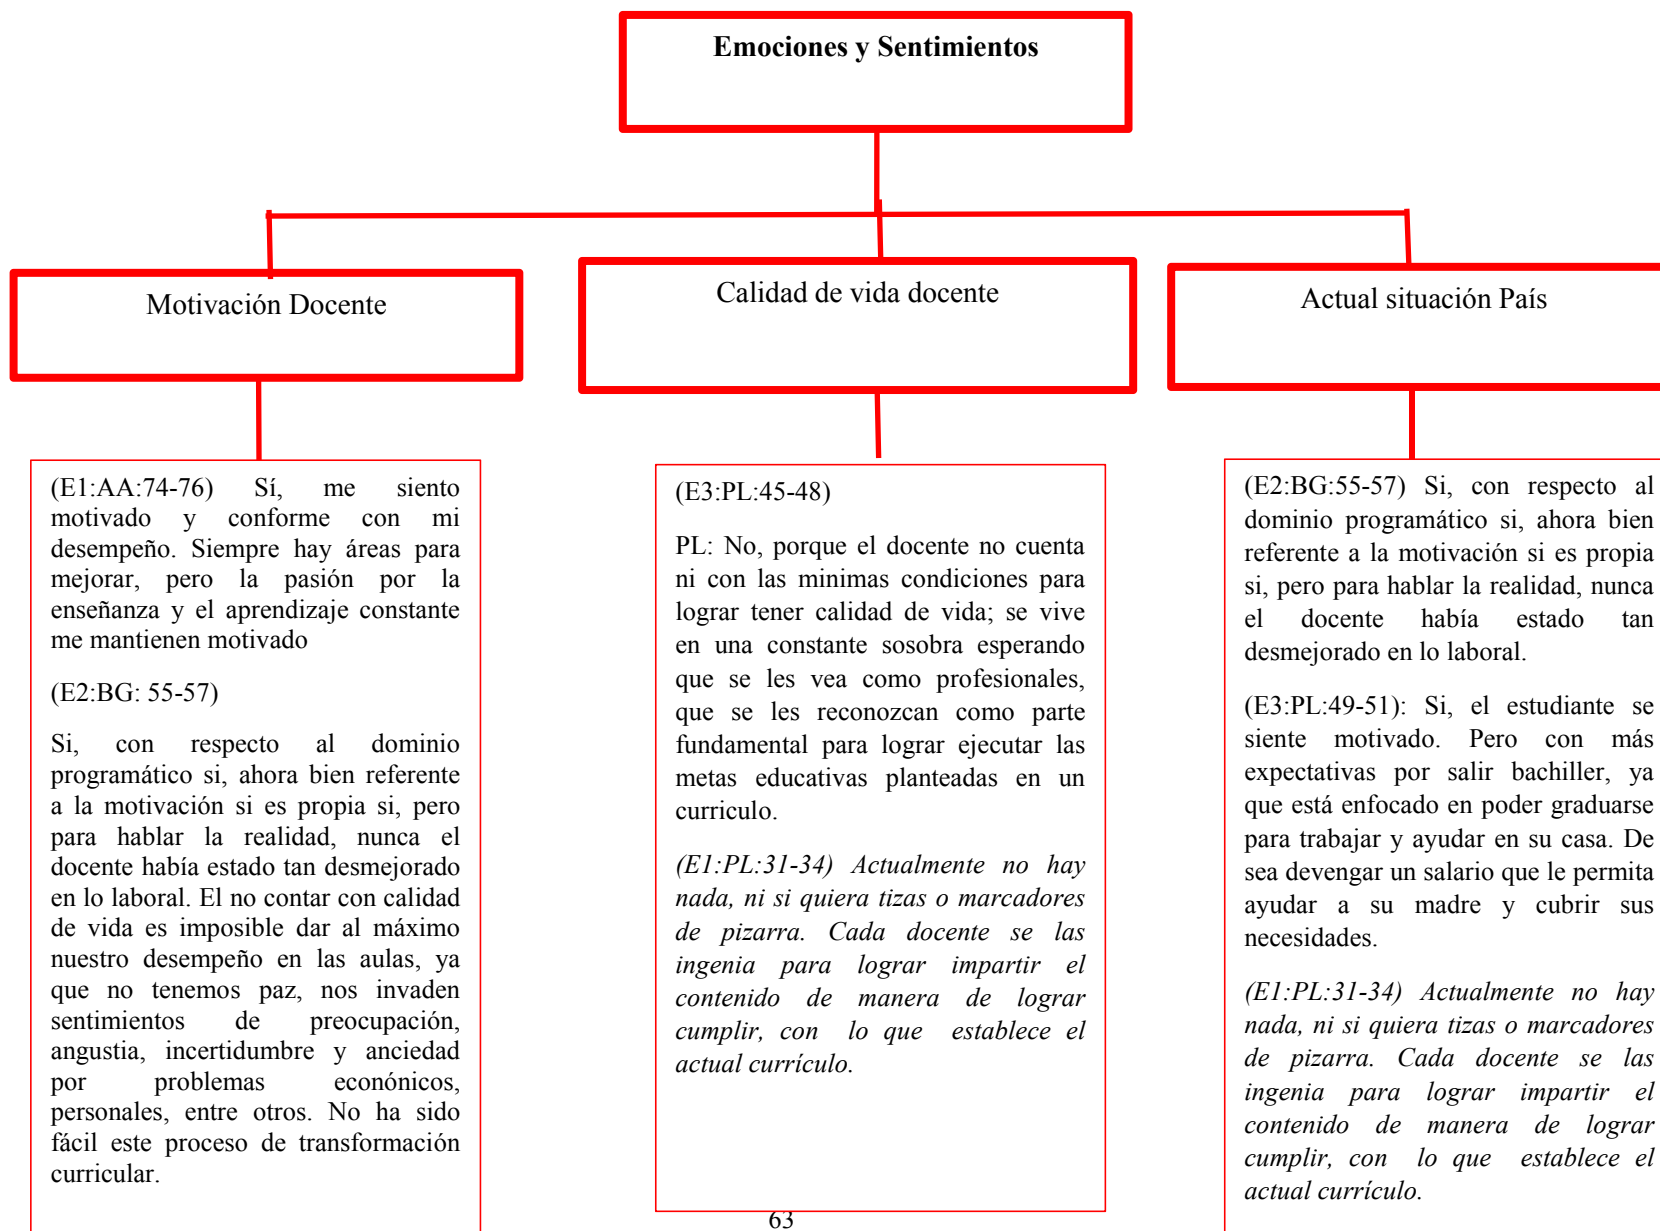 Emociones y Sentimientos
Motivación Docente
(E1:AA:74-76) Sí, me siento
motivado y conforme con mi
desempeño. Siempre hay áreas para
mejorar, pero la pasión por la
enseñanza y el aprendizaje constante
me mantienen motivado
(E2:BG: 55-57)
Si, con respecto al dominio
programático si, ahora bien referente
a la motivación si es propia si, pero
para hablar la realidad, nunca el
docente había estado tan desmejorado
en lo laboral. El no contar con calidad
de vida es imposible dar al máximo
nuestro desempeño en las aulas, ya
que no tenemos paz, nos invaden
sentimientos de preocupación,
angustia, incertidumbre y anciedad
por problemas económicos,
personales, entre otros. No ha sido
fácil este proceso de transformación
curricular.
Calidad de vida docente
(E3:PL:45-48)
PL: No, porque el docente no cuenta
ni con las minimas condiciones para
lograr tener calidad de vida; se vive
en una constante sosobra esperando
que se les vea como profesionales,
que se les reconozcan como parte
fundamental para lograr ejecutar las
metas educativas planteadas en un
curriculo.
(E1:PL:31-34) Actualmente no hay
nada, ni si quiera tizas o marcadores
de pizarra. Cada docente se las
ingenia para lograr impartir el
contenido de manera de lograr
cumplir, con lo que establece el
actual currículo.
Actual situación País
(E2:BG:55-57) Si, con respecto al
dominio programático si, ahora bien
referente a la motivación si es propia
si, pero para hablar la realidad, nunca
el docente había estado tan
desmejorado en lo laboral.
(E3:PL:49-51): Si, el estudiante se
siente motivado. Pero con más
expectativas por salir bachiller, ya
que está enfocado en poder graduarse
para trabajar y ayudar en su casa. De
sea devengar un salario que le permita
ayudar a su madre y cubrir sus
necesidades.
(E1:PL:31-34) Actualmente no hay
nada, ni si quiera tizas o marcadores
de pizarra. Cada docente se las
ingenia para lograr impartir el
contenido de manera de lograr
cumplir, con lo que establece el
actual currículo.
63